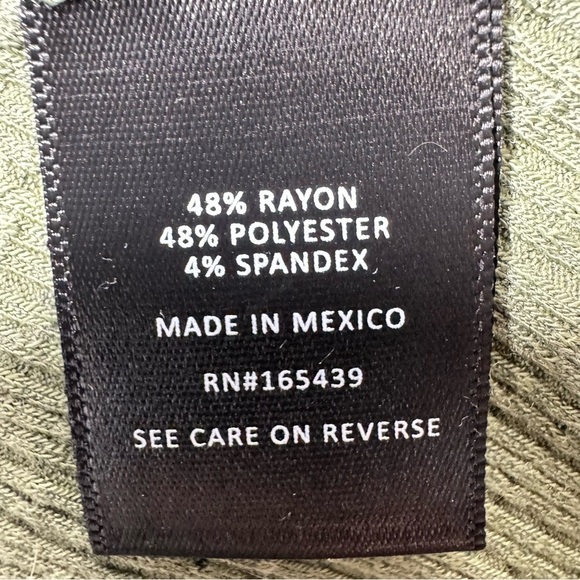 48% RAYON
48% POLYESTER
4% SPANDEX
MADE IN MEXICO
RN#165439
SEE CARE ON REVERSE